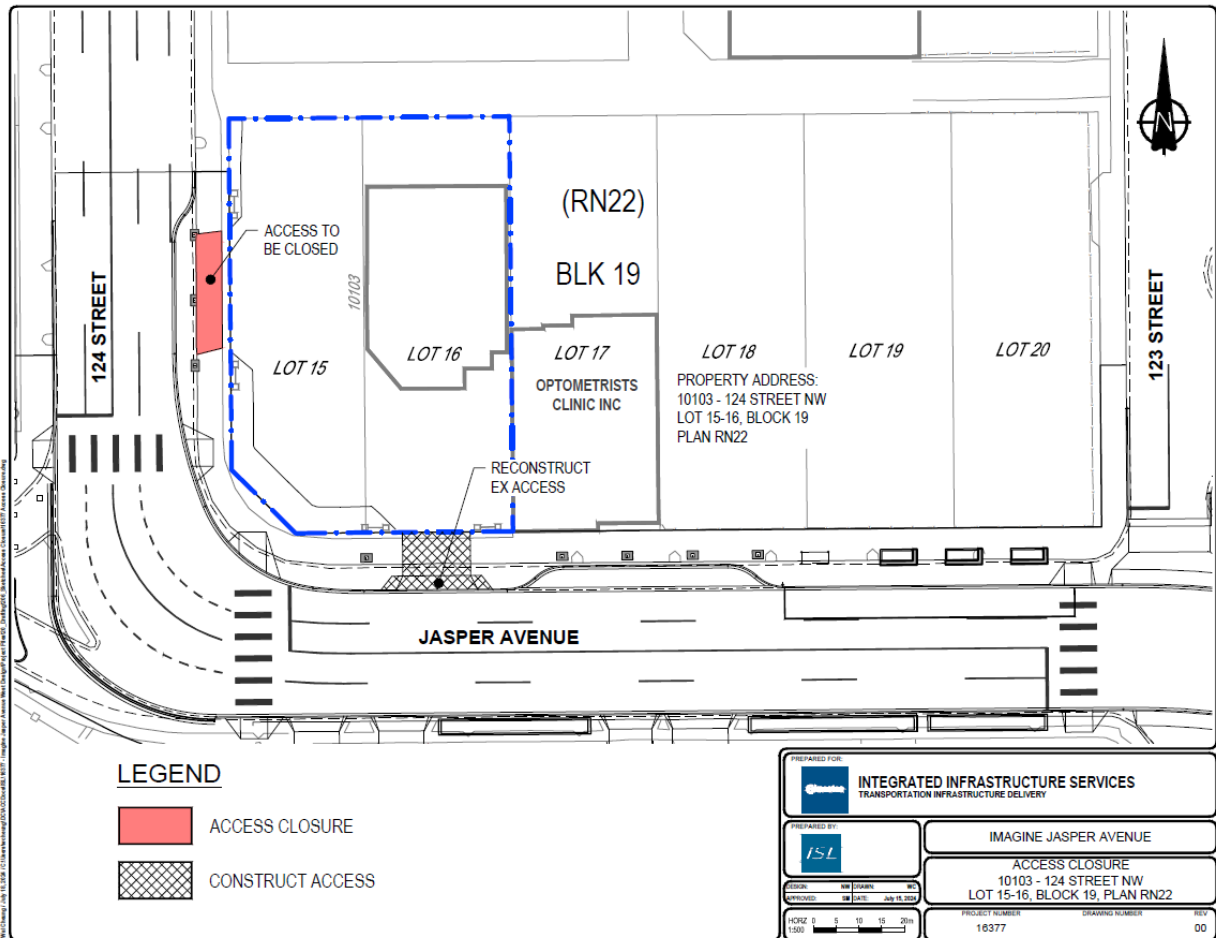 N
(RN22)
BLK 19
ACCESS TO
BE CLOSED
124 STREET
10103
123 STREET
LOT 15
LOT 16
LOT 17
LOT 18
LOT 19
LOT 20
OPTOMETRISTS
CLINIC INC
PROPERTY ADDRESS:
10103 - 124 STREET NW
LOT 15-16, BLOCK 19
PLAN RN22
RECONSTRUCT
EX ACCESS
JASPER AVENUE
LEGEND
ACCESS CLOSURE
CONSTRUCT ACCESS
PREPARED FOR:
INTEGRATED INFRASTRUCTURE SERVICES
TRANSPORTATION INFRASTRUCTURE DELIVERY
PREPARED BY:
ISL
IMAGINE JASPER AVENUE
ACCESS CLOSURE
10103 - 124 STREET NW
LOT 15-16, BLOCK 19, PLAN RN22
DESIGN: NW DRAWN: WC
APPROVED: SM DATE: July 15, 2024
HORZ 0 5 10 15 20m
1:500
PROJECT NUMBER DRAWING NUMBER REV
16377 00